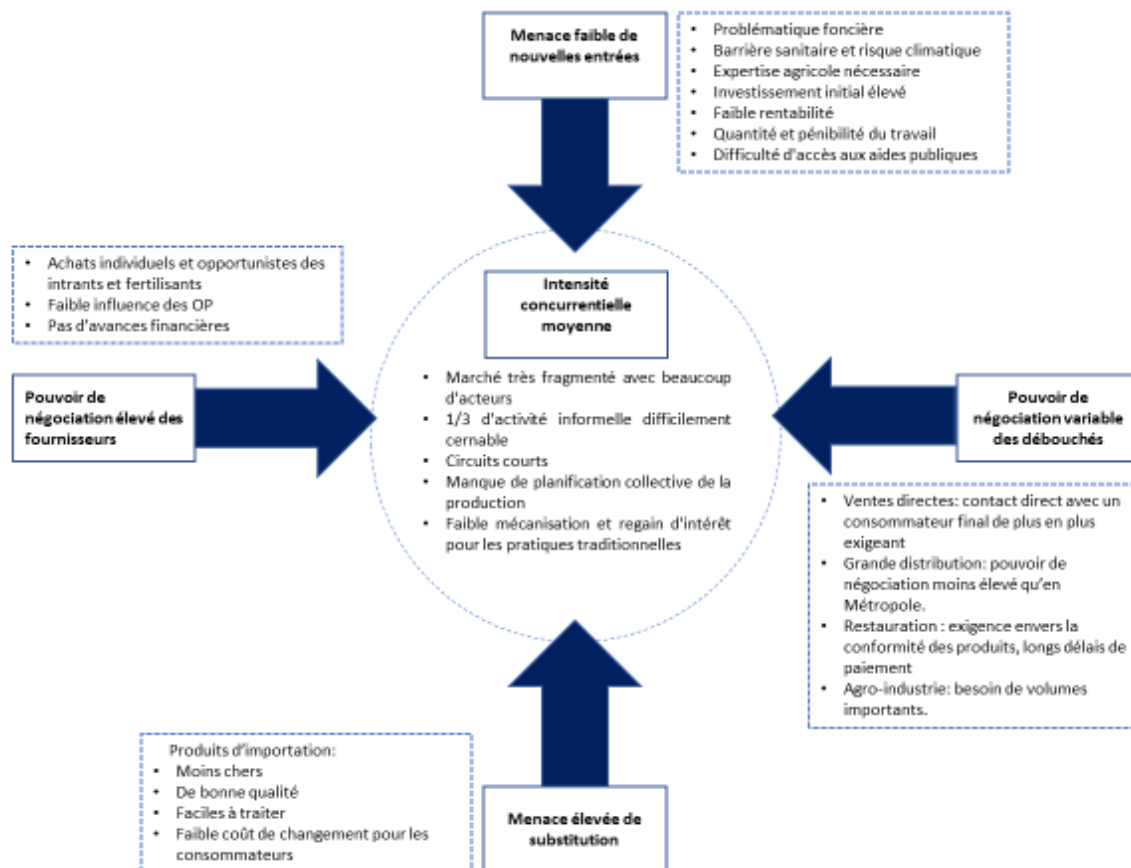 Menace faible de
nouvelles entrées
• Problématique foncière
• Barrière sanitaire et risque climatique
• Expertise agricole nécessaire
• Investissement initial élevé
• Faible rentabilité
• Quantité et pénibilité du travail
• Difficulté d'accès aux aides publiques
• Achats individuels et opportunistes des
intrants et fertilisants
• Faible influence des OP
• Pas d'avances financières
Pouvoir de
négociation élevé des
fournisseurs
Intensité
concurrentielle
moyenne
• Marché très fragmenté avec beaucoup
d'acteurs
• 1/3 d'activité informelle difficilement
cernable
• Circuits courts
• Manque de planification collective de la
production
• Faible mécanisation et regain d'intérêt
pour les pratiques traditionnelles
Pouvoir de
négociation variable
des débouchés
• Ventes directes: contact direct avec un
consommateur final de plus en plus
exigeant
• Grande distribution: pouvoir de
négociation moins élevé qu'en
Métropole.
• Restauration : exigence envers la
conformité des produits, longs délais de
paiement
• Agro-industrie: besoin de volumes
importants.
Produits d'importation:
• Moins chers
• De bonne qualité
• Faciles à traiter
• Faible coût de changement pour les
consommateurs
Menace élevée de
substitution